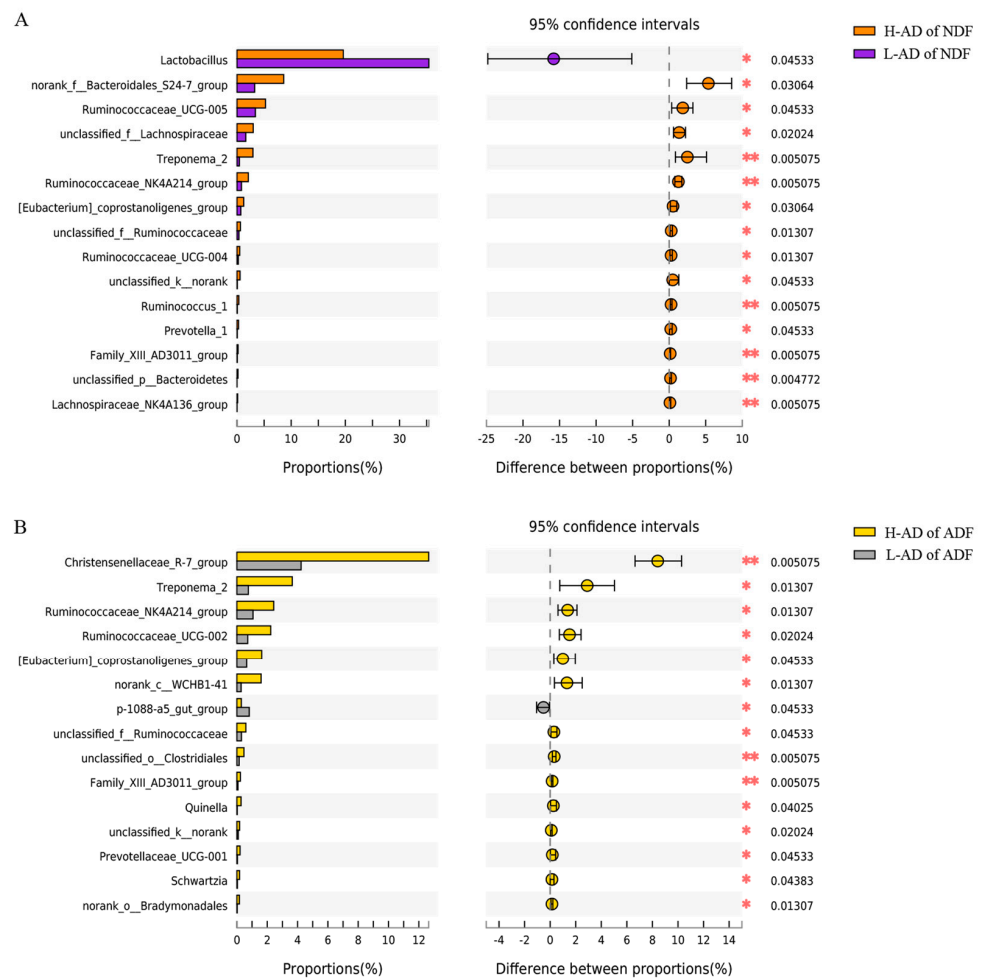 A
95% confidence intervals
H-AD of NDF
L-AD of NDF
Lactobacillus ✱ 0.04533
norank_f__Bacteroidales_S24-7_group ✱ 0.03064
Ruminococcaceae_UCG-005 ✱ 0.04533
unclassified_f__Lachnospiraceae ✱ 0.02024
Treponema_2 ✱✱ 0.005075
Ruminococcaceae_NK4A214_group ✱✱ 0.005075
[Eubacterium]_coprostanoligenes_group ✱ 0.03064
unclassified_f__Ruminococcaceae ✱ 0.01307
Ruminococcaceae_UCG-004 ✱ 0.01307
unclassified_k__norank ✱ 0.04533
Ruminococcus_1 ✱✱ 0.005075
Prevotella_1 ✱ 0.04533
Family_XIII_AD3011_group ✱✱ 0.005075
unclassified_p__Bacteroidetes ✱✱ 0.004772
Lachnospiraceae_NK4A136_group ✱✱ 0.005075
0 10 20 30 -25 -20 -15 -10 -5 0 5 10
Proportions(%) Difference between proportions(%)
B
95% confidence intervals
H-AD of ADF
L-AD of ADF
Christensenellaceae_R-7_group ✱✱ 0.005075
Treponema_2 ✱ 0.01307
Ruminococcaceae_NK4A214_group ✱ 0.01307
Ruminococcaceae_UCG-002 ✱ 0.02024
[Eubacterium]_coprostanoligenes_group ✱ 0.04533
norank_c__WCHB1-41 ✱ 0.01307
p-1088-a5_gut_group ✱ 0.04533
unclassified_f__Ruminococcaceae ✱ 0.04533
unclassified_o__Clostridiales ✱✱ 0.005075
Family_XIII_AD3011_group ✱✱ 0.005075
Quinella ✱ 0.04025
unclassified_k__norank ✱ 0.02024
Prevotellaceae_UCG-001 ✱ 0.04533
Schwartzia ✱ 0.04383
norank_o__Bradymonadales ✱ 0.01307
0 2 4 6 8 10 12 -4 -2 0 2 4 6 8 10 12 14
Proportions(%) Difference between proportions(%)